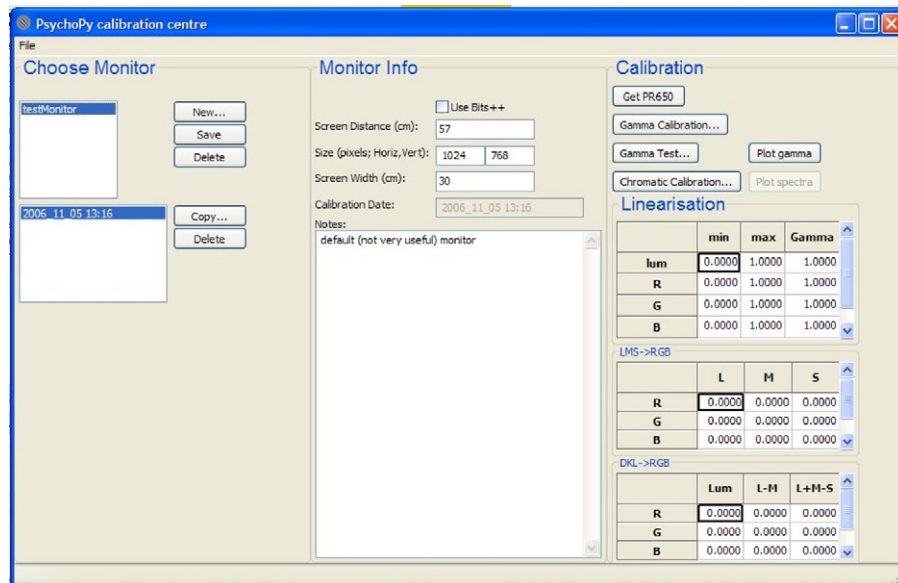 PsychoPy calibration centre
File
Choose Monitor
testMonitor
New...
Save
Delete
2006_11_05 13:16
Copy...
Delete
Monitor Info
Use Bits++
Screen Distance (cm): 57
Size (pixels; Horiz,Vert): 1024 768
Screen Width (cm): 30
Calibration Date: 2006_11_05 13:16
Notes:
default (not very useful) monitor
Calibration
Get PR650
Gamma Calibration...
Gamma Test... Plot gamma
Chromatic Calibration... Plot spectra
Linearisation
min max Gamma
lum 0.0000 1.0000 1.0000
R 0.0000 1.0000 1.0000
G 0.0000 1.0000 1.0000
B 0.0000 1.0000 1.0000
LMS->RGB
L M S
R 0.0000 0.0000 0.0000
G 0.0000 0.0000 0.0000
B 0.0000 0.0000 0.0000
DKL->RGB
Lum L-M L+M-S
R 0.0000 0.0000 0.0000
G 0.0000 0.0000 0.0000
B 0.0000 0.0000 0.0000